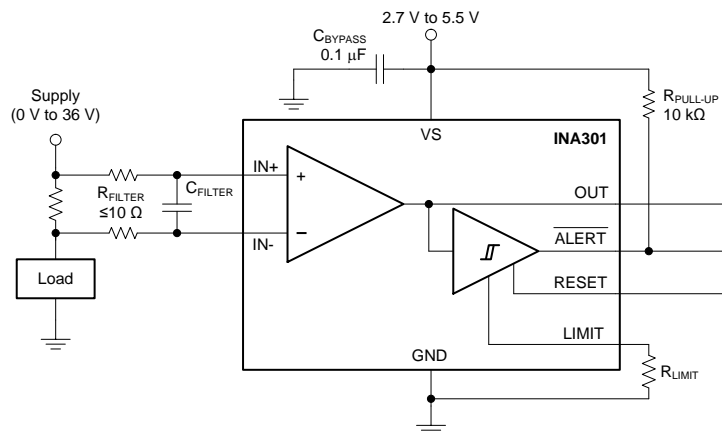 2.7 V to 5.5 V
CBYPASS
0.1 μF
Supply
(0 V to 36 V)
RPULL-UP
10 kΩ
VS
INA301
IN+
CFILTER
RFILTER
≤10 Ω
+
OUT
–
IN-
ALERT
Load
RESET
LIMIT
GND
RLIMIT